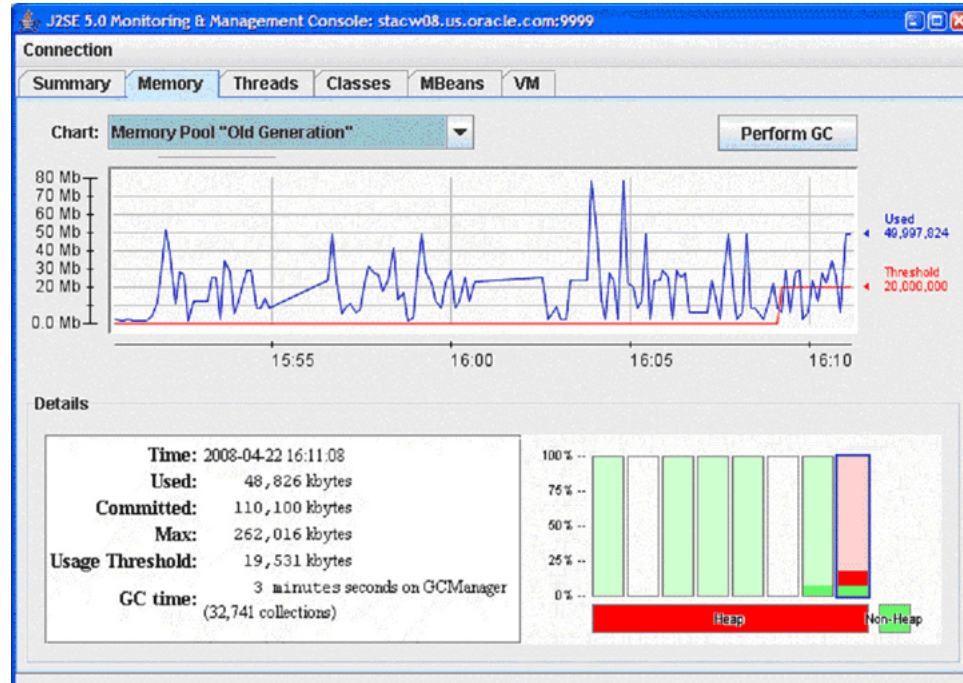 J2SE 5.0 Monitoring & Management Console: stacw08.us.oracle.com:9999
Connection
Summary Memory Threads Classes MBeans VM
Chart: Memory Pool "Old Generation" Perform GC
80 Mb
70 Mb
60 Mb
50 Mb
40 Mb
30 Mb
20 Mb
0.0 Mb
Used
49,997,824
Threshold
20,000,000
15:55 16:00 16:05 16:10
Details
Time: 2008-04-22 16:11:08
Used: 48,826 kbytes
Committed: 110,100 kbytes
Max: 262,016 kbytes
Usage Threshold: 19,531 kbytes
GC time: 3 minutes seconds on GCManager
(32,741 collections)
100% --
75% --
50% --
25% --
0% --
Heap Non-Heap